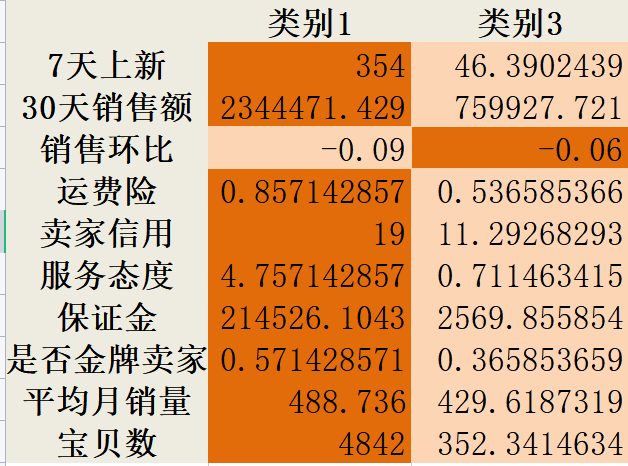 类别1 类别3
7天上新 354 46.3902439
30天销售额 2344471.429 759927.721
销售环比 -0.09 -0.06
运费险 0.857142857 0.536585366
卖家信用 19 11.29268293
服务态度 4.757142857 0.711463415
保证金 214526.1043 2569.855854
是否金牌卖家 0.571428571 0.365853659
平均月销量 488.736 429.6187319
宝贝数 4842 352.3414634